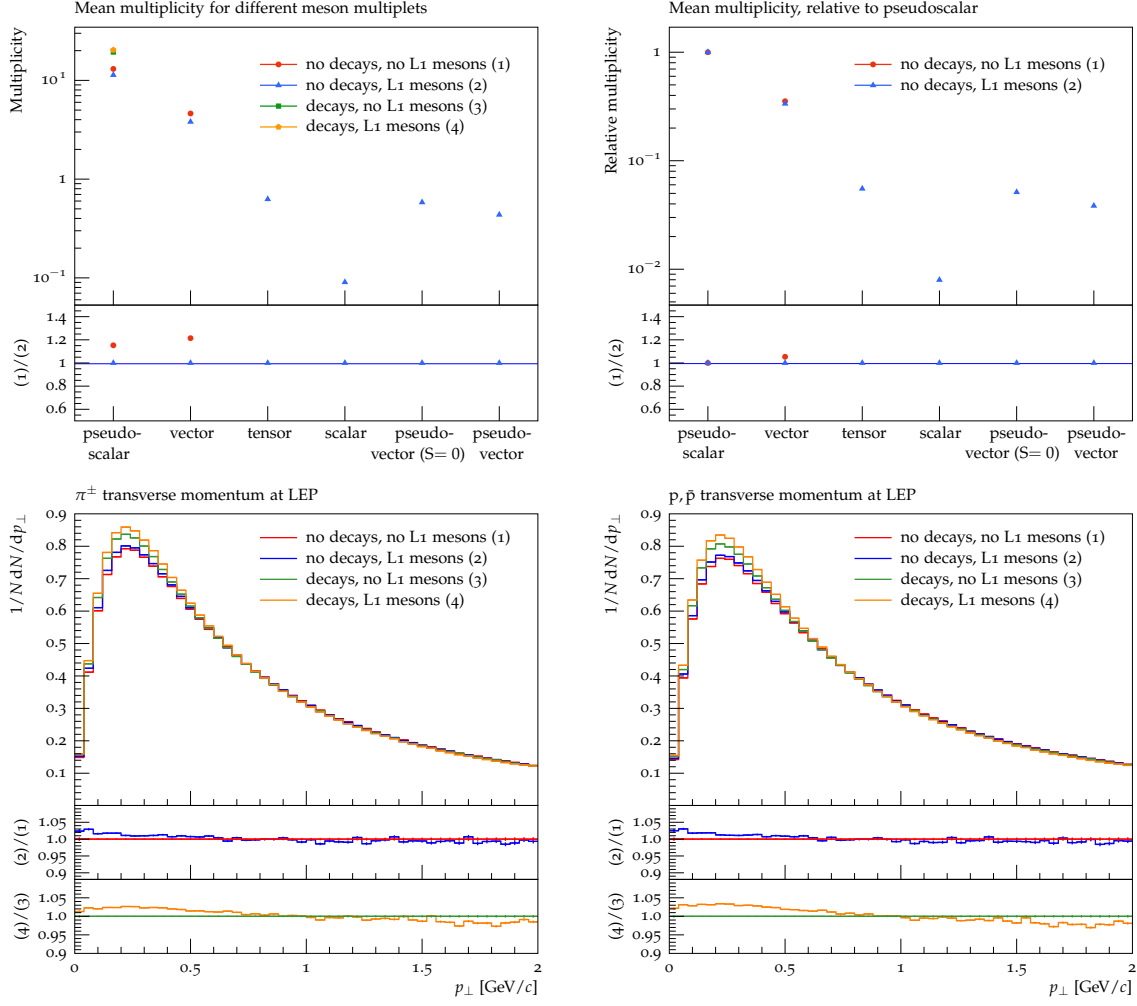 Mean multiplicity for different meson multiplets
Multiplicity
10¹
1
10⁻¹
no decays, no L1 mesons (1)
no decays, L1 mesons (2)
decays, no L1 mesons (3)
decays, L1 mesons (4)
(1)/(2)
1.4
1.2
1
0.8
0.6
pseudo-scalar
vector
tensor
scalar
pseudo-vector (S= 0)
pseudo-vector
Mean multiplicity, relative to pseudoscalar
Relative multiplicity
1
10⁻¹
10⁻²
no decays, no L1 mesons (1)
no decays, L1 mesons (2)
(1)/(2)
1.4
1.2
1
0.8
0.6
pseudo-scalar
vector
tensor
scalar
pseudo-vector (S= 0)
pseudo-vector
π± transverse momentum at LEP
1/N dN/dp⊥
0.9
0.8
0.7
0.6
0.5
0.4
0.3
0.2
0.1
no decays, no L1 mesons (1)
no decays, L1 mesons (2)
decays, no L1 mesons (3)
decays, L1 mesons (4)
(2)/(1)
1.05
1.0
0.95
0.9
(4)/(3)
1.05
1.0
0.95
0.9
0 0.5 1 1.5 2
p⊥ [GeV/c]
p, p̄ transverse momentum at LEP
1/N dN/dp⊥
0.9
0.8
0.7
0.6
0.5
0.4
0.3
0.2
0.1
no decays, no L1 mesons (1)
no decays, L1 mesons (2)
decays, no L1 mesons (3)
decays, L1 mesons (4)
(2)/(1)
1.05
1.0
0.95
0.9
(4)/(3)
1.05
1.0
0.95
0.9
0 0.5 1 1.5 2
p⊥ [GeV/c]